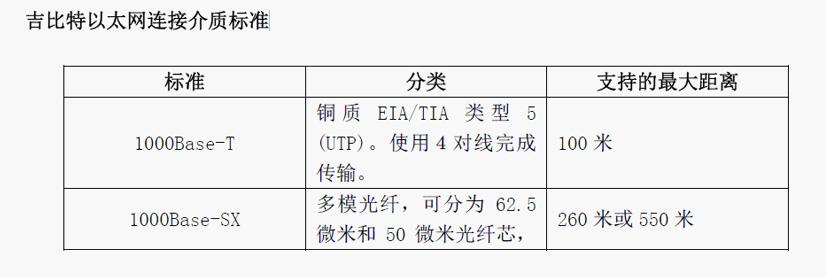 吉比特以太网连接介质标准
标准 分类 支持的最大距离
铜质 EIA/TIA 类型 5
1000Base-T (UTP)。使用 4 对线完成 100 米
传输。
多模光纤，可分为 62.5
1000Base-SX 微米和 50 微米光纤芯， 260 米或 550 米